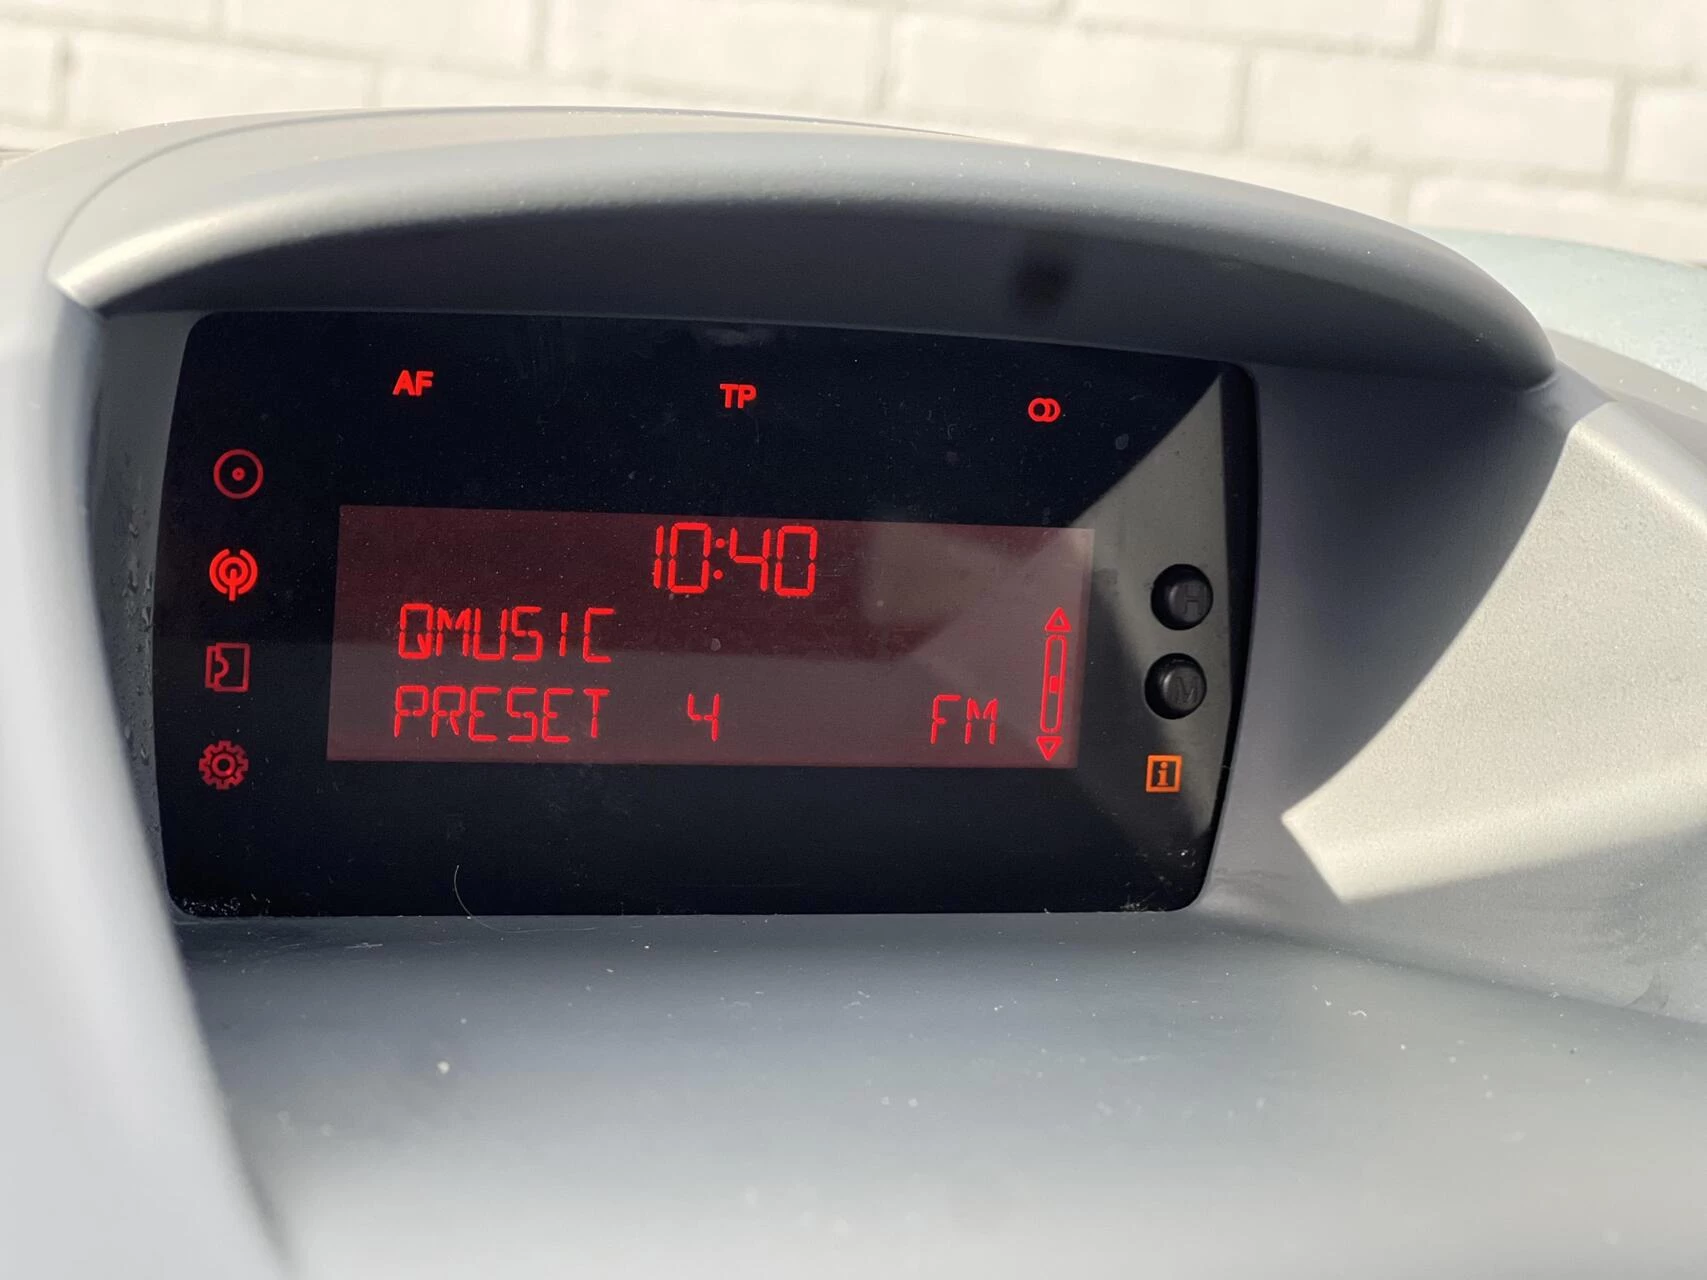 AF TP
10:40
QMUSIC
H
PRESET 4 FM
M
i